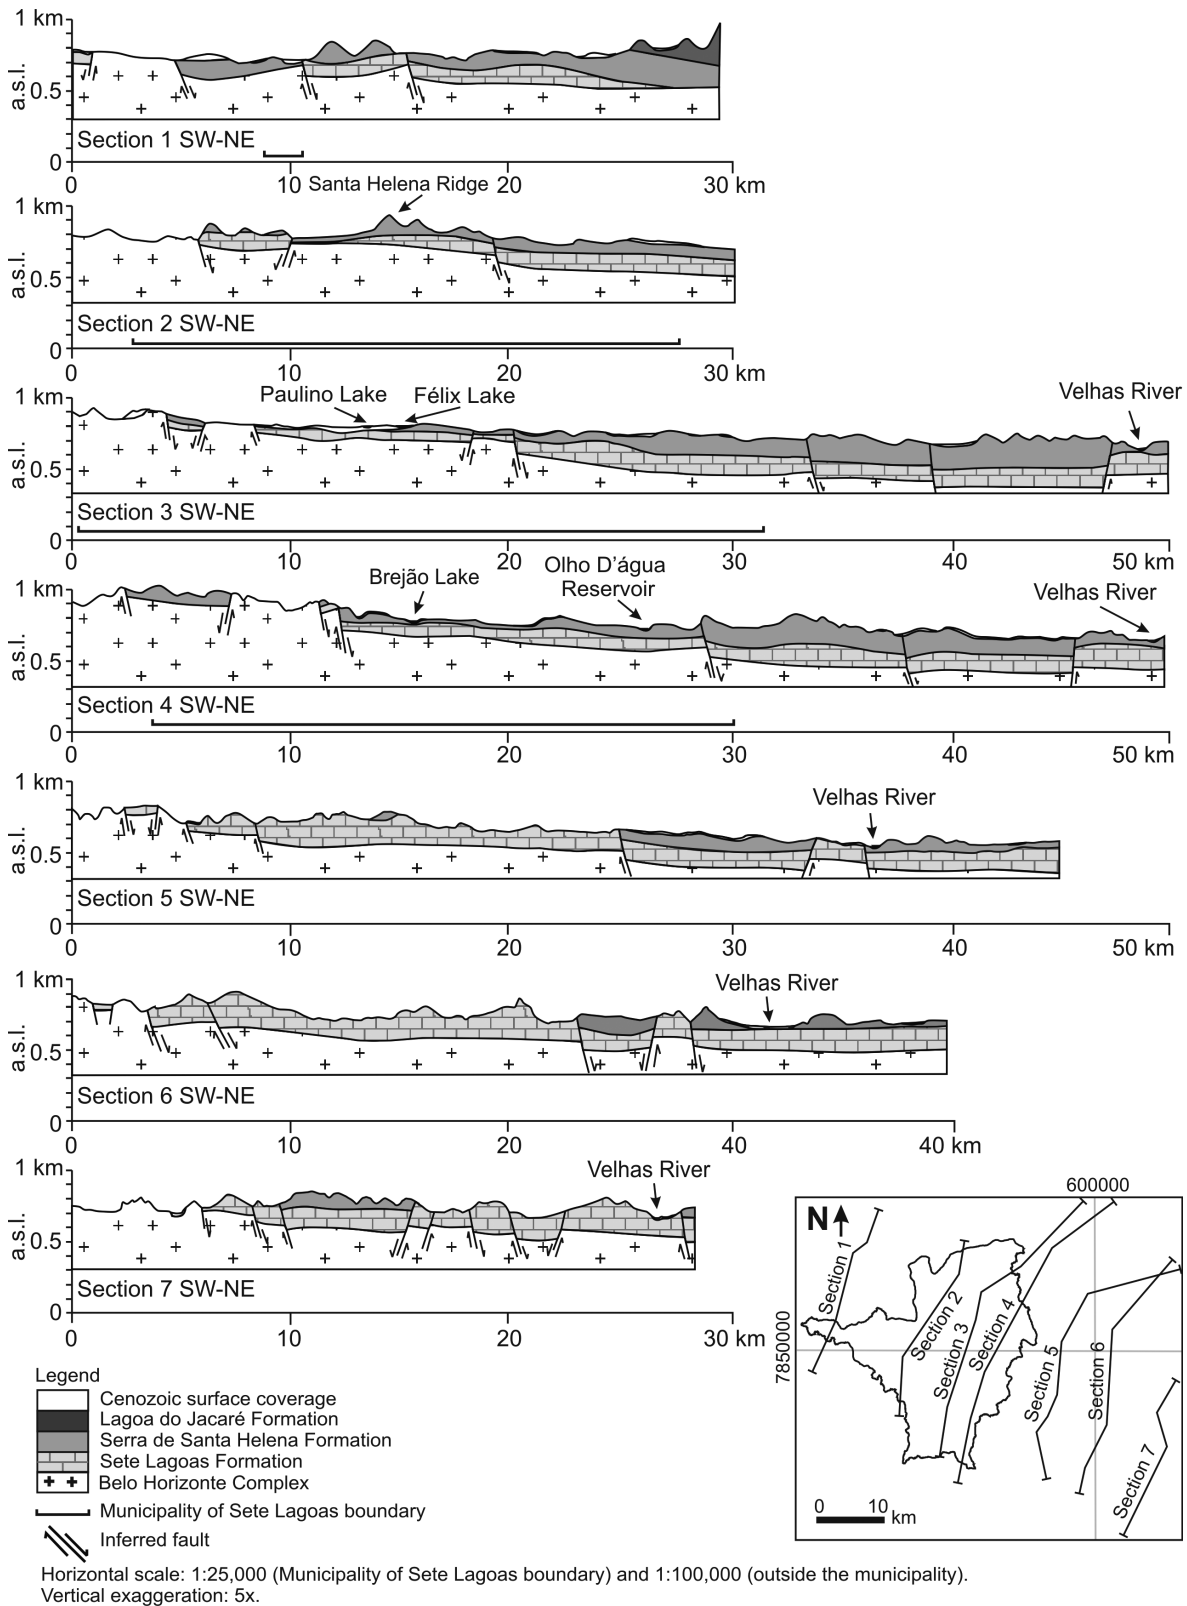 1 km
a.s.l.
0.5
Section 1 SW-NE
0
0
10
20
30 km
Santa Helena Ridge
1 km
a.s.l.
0.5
Section 2 SW-NE
0
0
10
20
30 km
Paulino Lake
Félix Lake
Velhas River
1 km
a.s.l.
0.5
Section 3 SW-NE
0
0
10
20
30
40
50 km
Brejão Lake
Olho D'água
Reservoir
Velhas River
1 km
a.s.l.
0.5
Section 4 SW-NE
0
0
10
20
30
40
50 km
Velhas River
1 km
a.s.l.
0.5
Section 5 SW-NE
0
0
10
20
30
40
50 km
Velhas River
1 km
a.s.l.
0.5
Section 6 SW-NE
0
0
10
20
40
40 km
Velhas River
1 km
a.s.l.
0.5
Section 7 SW-NE
0
0
10
20
30 km
600000
7850000
N
Section 1
Section 2
Section 3
Section 4
Section 5
Section 6
Section 7
0 10 km
Legend
Cenozoic surface coverage
Lagoa do Jacaré Formation
Serra de Santa Helena Formation
Sete Lagoas Formation
Belo Horizonte Complex
Municipality of Sete Lagoas boundary
Inferred fault
Horizontal scale: 1:25,000 (Municipality of Sete Lagoas boundary) and 1:100,000 (outside the municipality).
Vertical exaggeration: 5x.